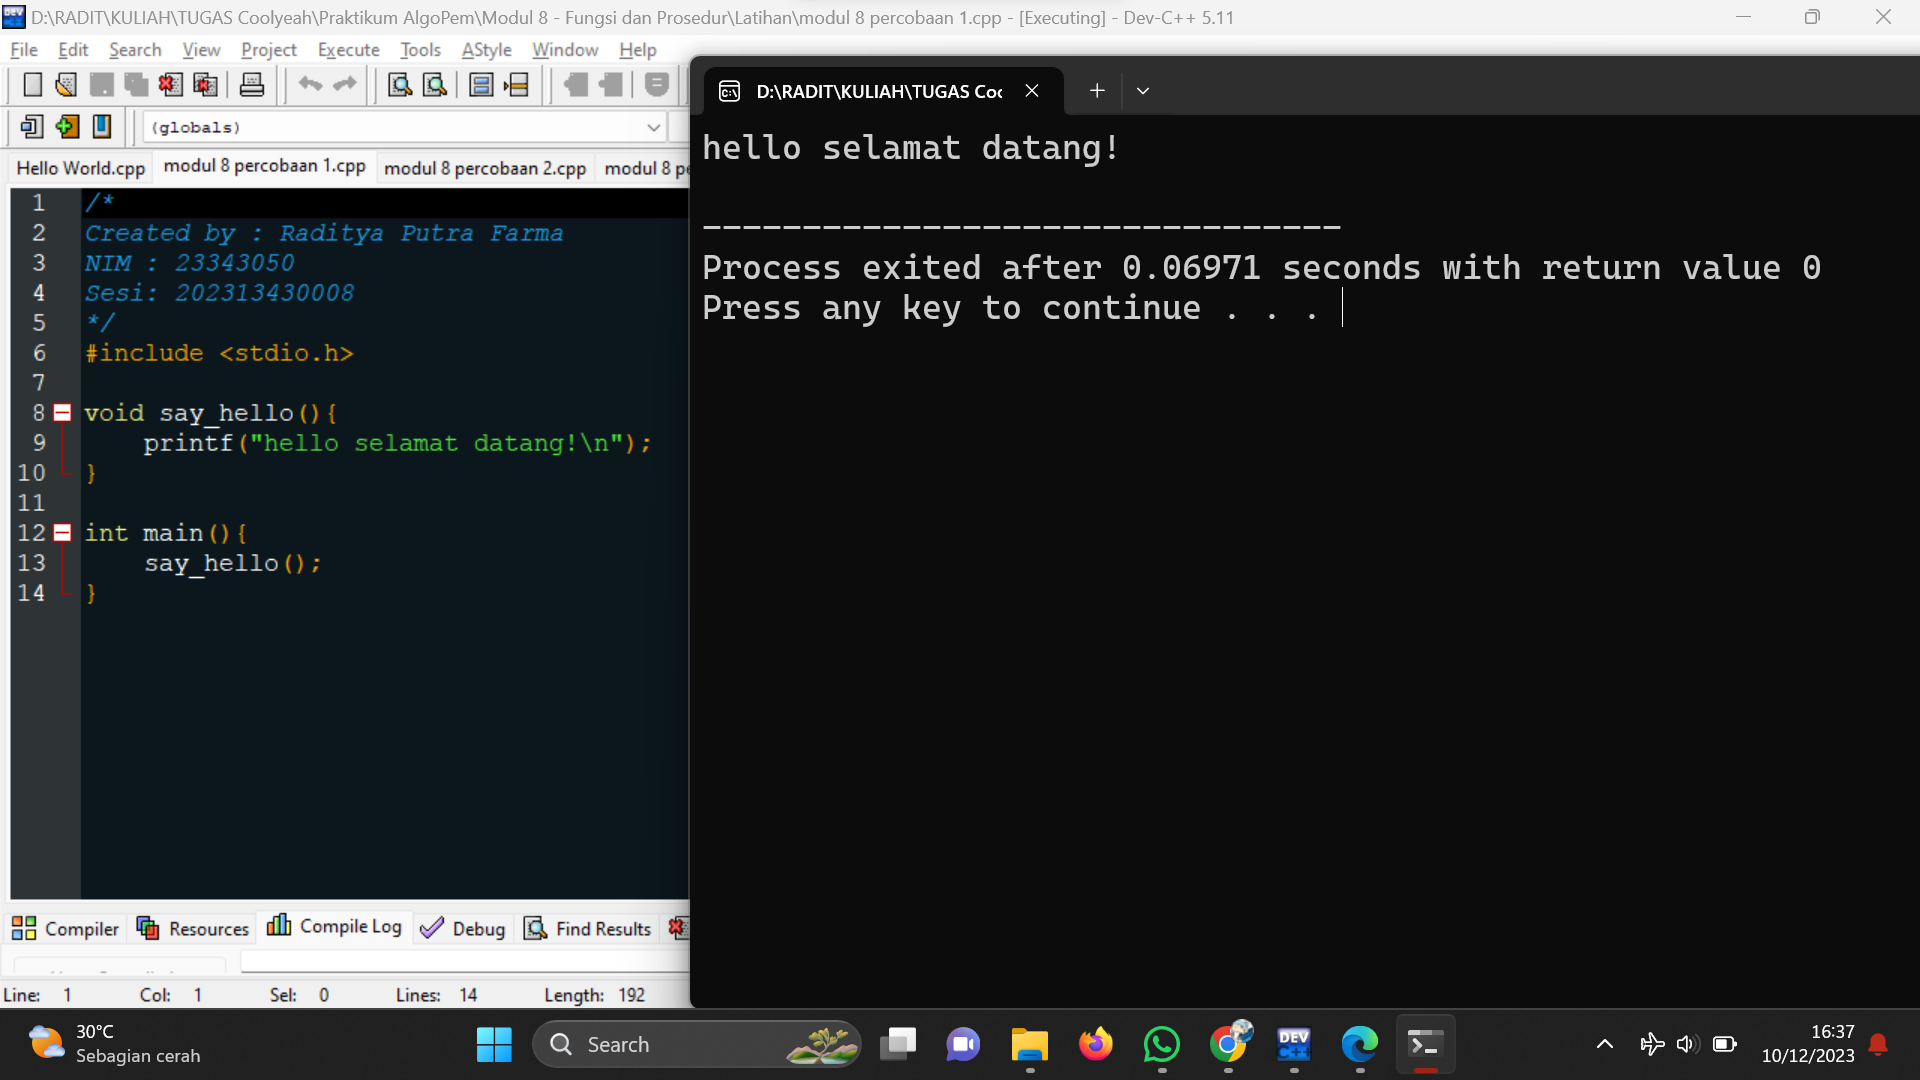 D:\RADIT\KULIAH\TUGAS Coolyeah\Praktikum AlgoPem\Modul 8 - Fungsi dan Prosedur\Latihan\modul 8 percobaan 1.cpp - [Executing] - Dev-C++ 5.11
File Edit Search View Project Execute Tools AStyle Window Help
(globals)
Hello World.cpp modul 8 percobaan 1.cpp modul 8 percobaan 2.cpp modul 8 pe
1 /*
2 Created by : Raditya Putra Farma
3 NIM : 23343050
4 Sesi: 202313430008
5 */
6 #include <stdio.h>
7
8 void say_hello(){
9 printf("hello selamat datang!\n");
10 }
11
12 int main(){
13 say_hello();
14 }
Compiler Resources Compile Log Debug Find Results
Line: 1 Col: 1 Sel: 0 Lines: 14 Length: 192
D:\RADIT\KULIAH\TUGAS Coo
hello selamat datang!
--------------------------------
Process exited after 0.06971 seconds with return value 0
Press any key to continue . . .
30°C
Sebagian cerah
Search
DEV
C++
16:37
10/12/2023